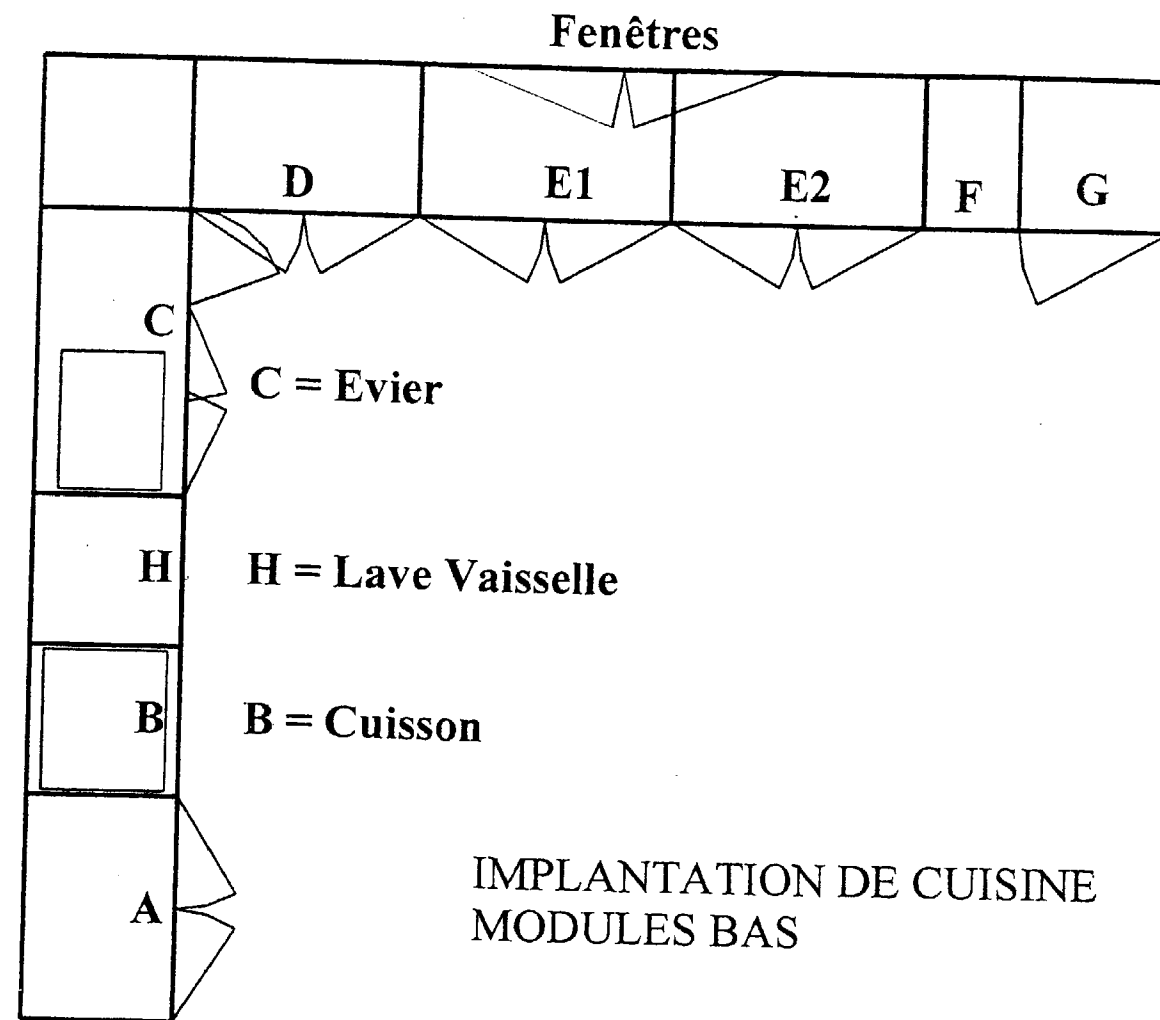 Fenêtres
D
E1
E2
F
G
C
C = Evier
H
H = Lave Vaisselle
B
B = Cuisson
A
IMPLANTATION DE CUISINE
MODULES BAS